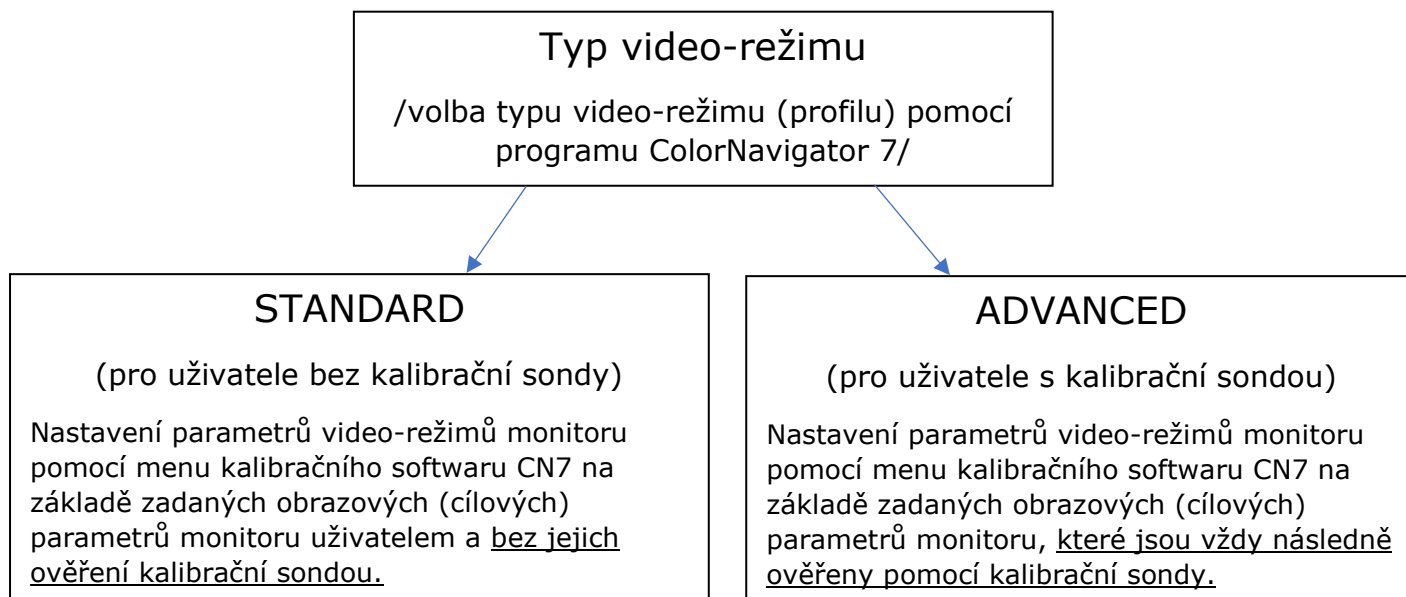 Typ video-režimu
/volba typu video-režimu (profilu) pomocí
programu ColorNavigator 7/
STANDARD
(pro uživatele bez kalibrační sondy)
Nastavení parametrů video-režimů monitoru
pomocí menu kalibračního softwaru CN7 na
základě zadaných obrazových (cílových)
parametrů monitoru uživatelem a bez jejich
ověření kalibrační sondou.
ADVANCED
(pro uživatele s kalibrační sondou)
Nastavení parametrů video-režimů monitoru
pomocí menu kalibračního softwaru CN7 na
základě zadaných obrazových (cílových)
parametrů monitoru, které jsou vždy následně
ověřeny pomocí kalibrační sondy.